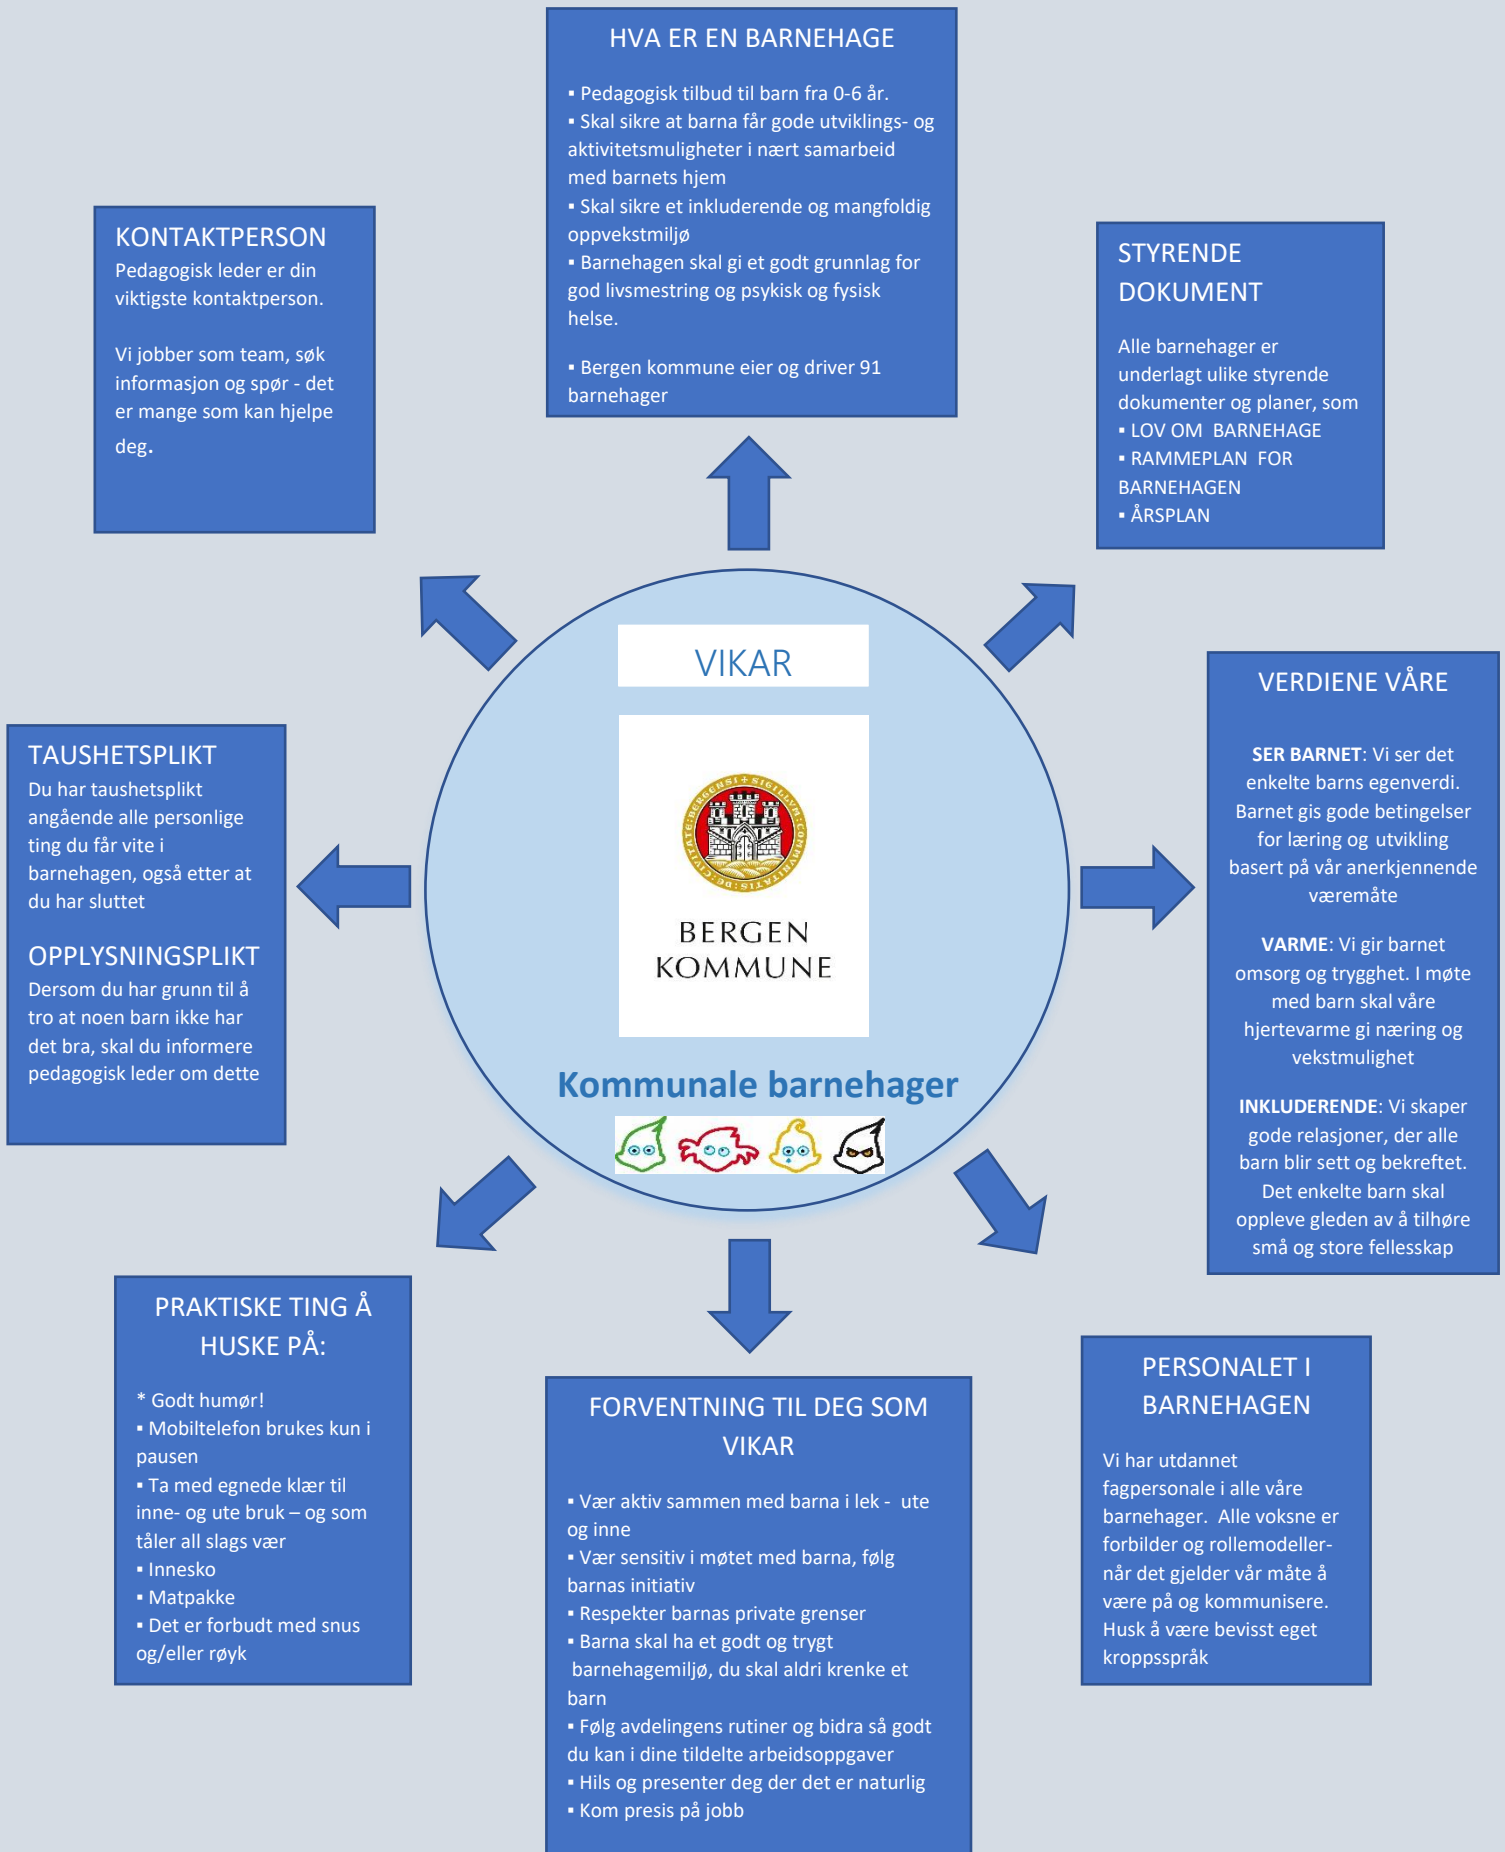 HVA ER EN BARNEHAGE
▪ Pedagogisk tilbud til barn fra 0-6 år.
▪ Skal sikre at barna får gode utviklings- og
aktivitetsmuligheter i nært samarbeid
med barnets hjem
▪ Skal sikre et inkluderende og mangfoldig
oppvekstmiljø
▪ Barnehagen skal gi et godt grunnlag for
god livsmestring og psykisk og fysisk
helse.
▪ Bergen kommune eier og driver 91
barnehager
KONTAKTPERSON
Pedagogisk leder er din
viktigste kontaktperson.
Vi jobber som team, søk
informasjon og spør - det
er mange som kan hjelpe
deg.
STYRENDE
DOKUMENT
Alle barnehager er
underlagt ulike styrende
dokumenter og planer, som
▪ LOV OM BARNEHAGE
▪ RAMMEPLAN FOR
BARNEHAGEN
▪ ÅRSPLAN
VIKAR
BERGENSI + SIGILLVM : COMMVNITATIS : DE : CIVITATE
BERGEN
KOMMUNE
Kommunale barnehager
TAUSHETSPLIKT
Du har taushetsplikt
angående alle personlige
ting du får vite i
barnehagen, også etter at
du har sluttet
OPPLYSNINGSPLIKT
Dersom du har grunn til å
tro at noen barn ikke har
det bra, skal du informere
pedagogisk leder om dette
VERDIENE VÅRE
SER BARNET: Vi ser det
enkelte barns egenverdi.
Barnet gis gode betingelser
for læring og utvikling
basert på vår anerkjennende
væremåte
VARME: Vi gir barnet
omsorg og trygghet. I møte
med barn skal våre
hjertevarme gi næring og
vekstmulighet
INKLUDERENDE: Vi skaper
gode relasjoner, der alle
barn blir sett og bekreftet.
Det enkelte barn skal
oppleve gleden av å tilhøre
små og store fellesskap
PRAKTISKE TING Å
HUSKE PÅ:
* Godt humør!
▪ Mobiltelefon brukes kun i
pausen
▪ Ta med egnede klær til
inne- og ute bruk – og som
tåler all slags vær
▪ Innesko
▪ Matpakke
▪ Det er forbudt med snus
og/eller røyk
FORVENTNING TIL DEG SOM
VIKAR
▪ Vær aktiv sammen med barna i lek - ute
og inne
▪ Vær sensitiv i møtet med barna, følg
barnas initiativ
▪ Respekter barnas private grenser
▪ Barna skal ha et godt og trygt
barnehagemiljø, du skal aldri krenke et
barn
▪ Følg avdelingens rutiner og bidra så godt
du kan i dine tildelte arbeidsoppgaver
▪ Hils og presenter deg der det er naturlig
▪ Kom presis på jobb
PERSONALET I
BARNEHAGEN
Vi har utdannet
fagpersonale i alle våre
barnehager. Alle voksne er
forbilder og rollemodeller-
når det gjelder vår måte å
være på og kommunisere.
Husk å være bevisst eget
kroppsspråk